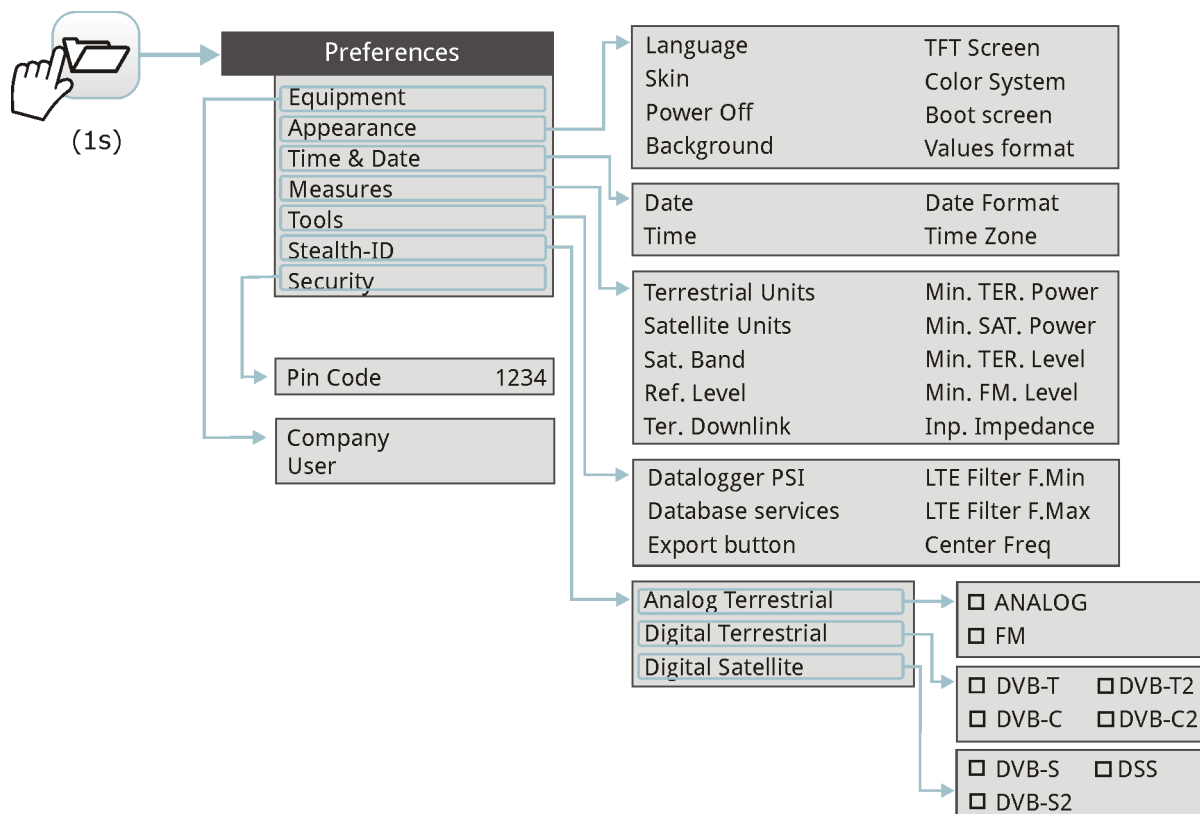 (1s)
Preferences
Equipment
Appearance
Time & Date
Measures
Tools
Stealth-ID
Security
Pin Code 1234
Company
User
Language TFT Screen
Skin Color System
Power Off Boot screen
Background Values format
Date Date Format
Time Time Zone
Terrestrial Units Min. TER. Power
Satellite Units Min. SAT. Power
Sat. Band Min. TER. Level
Ref. Level Min. FM. Level
Ter. Downlink Inp. Impedance
Datalogger PSI LTE Filter F.Min
Database services LTE Filter F.Max
Export button Center Freq
Analog Terrestrial
Digital Terrestrial
Digital Satellite
ANALOG
FM
DVB-T DVB-T2
DVB-C DVB-C2
DVB-S DSS
DVB-S2